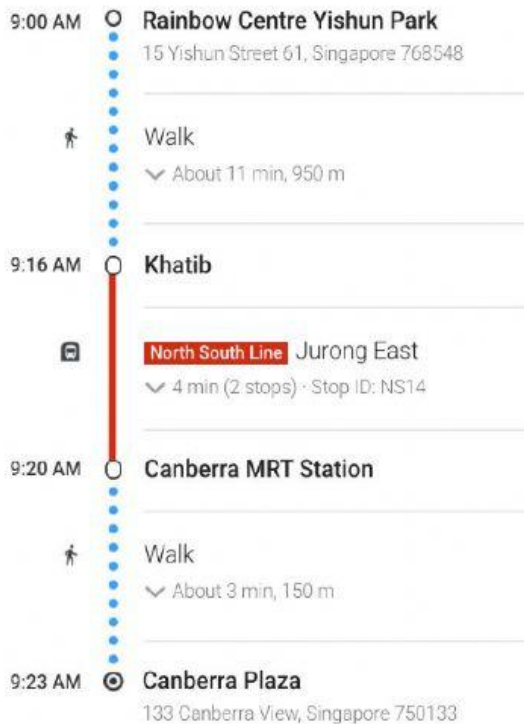 9:00 AM Rainbow Centre Yishun Park
15 Yishun Street 61, Singapore 768548
Walk
About 11 min, 950 m
9:16 AM Khatib
North South Line Jurong East
4 min (2 stops) · Stop ID: NS14
9:20 AM Canberra MRT Station
Walk
About 3 min, 150 m
9:23 AM Canberra Plaza
133 Canberra View, Singapore 750133